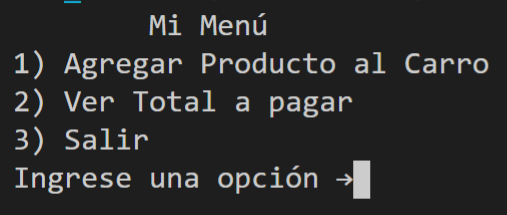 Mi Menú
1) Agregar Producto al Carro
2) Ver Total a pagar
3) Salir
Ingrese una opción →